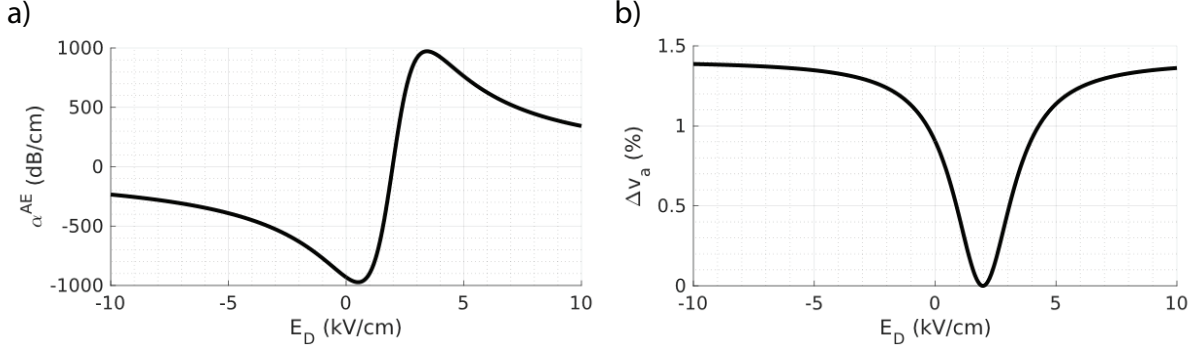 a)
1000
500
0
-500
-1000
α^AE (dB/cm)
-10 -5 0 5 10
E_D (kV/cm)
b)
1.5
1
0.5
0
Δv_a (%)
-10 -5 0 5 10
E_D (kV/cm)